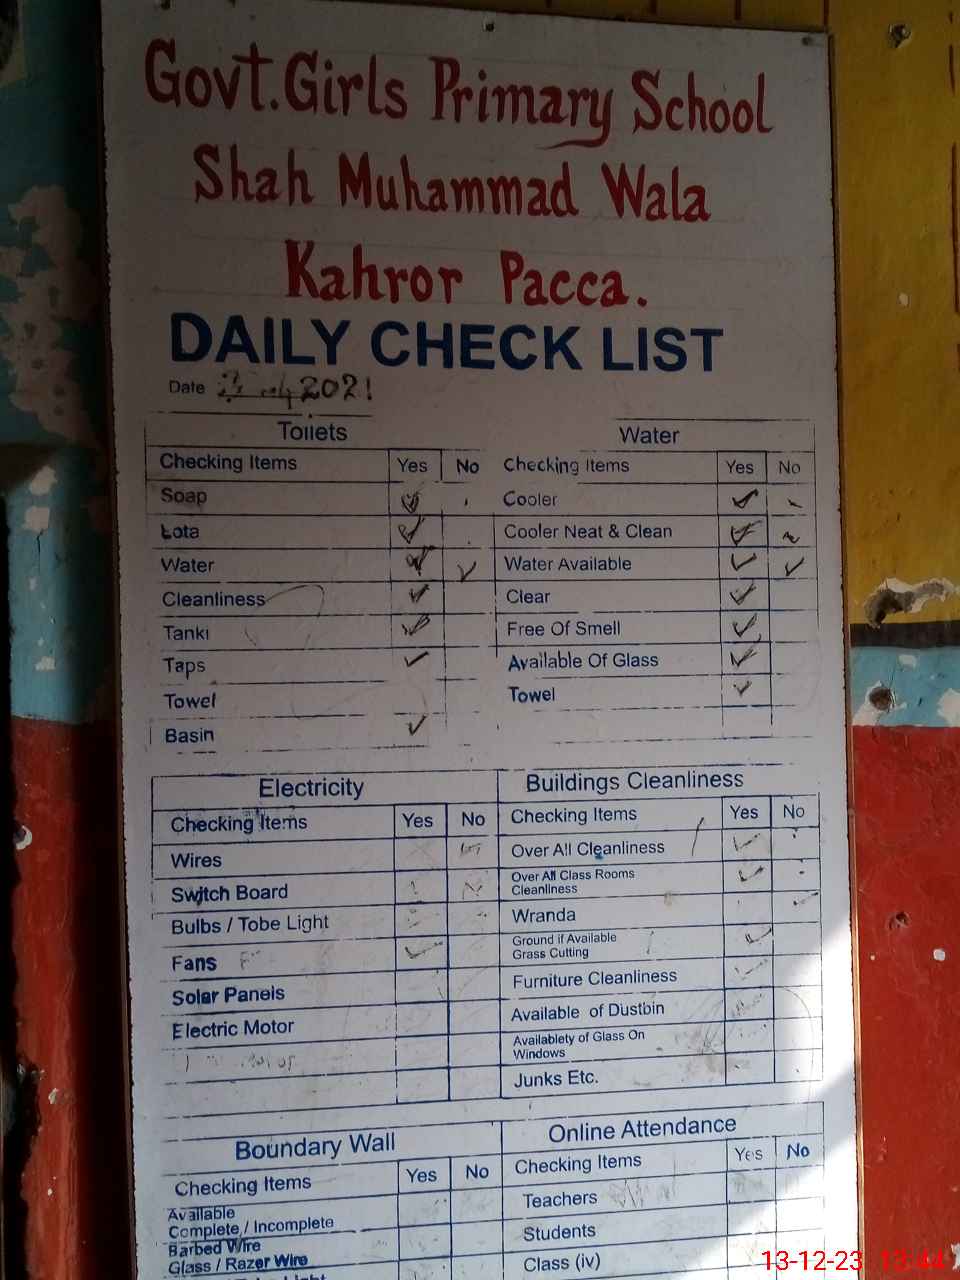 Govt.Girls Primary School
Shah Muhammad Wala
Kahror Pacca.
DAILY CHECK LIST
Date 2021
Toilets
Checking Items Yes No
Soap
Lota
Water
Cleanliness
Tanki
Taps
Towel
Basin
Water
Checking Items Yes No
Cooler
Cooler Neat & Clean
Water Available
Clear
Free Of Smell
Available Of Glass
Towel
Electricity
Checking Items Yes No
Wires
Switch Board
Bulbs / Tobe Light
Fans
Solar Panels
Electric Motor
Buildings Cleanliness
Checking Items Yes No
Over All Cleanliness
Over All Class Rooms
Cleanliness
Wranda
Ground if Available
Grass Cutting
Furniture Cleanliness
Available of Dustbin
Availablety of Glass On
Windows
Junks Etc.
Boundary Wall
Checking Items Yes No
Available
Complete / Incomplete
Barbed Wire
Glass / Razer Wire
Online Attendance
Checking Items Yes No
Teachers
Students
Class (iv)
13-12-23 13:44